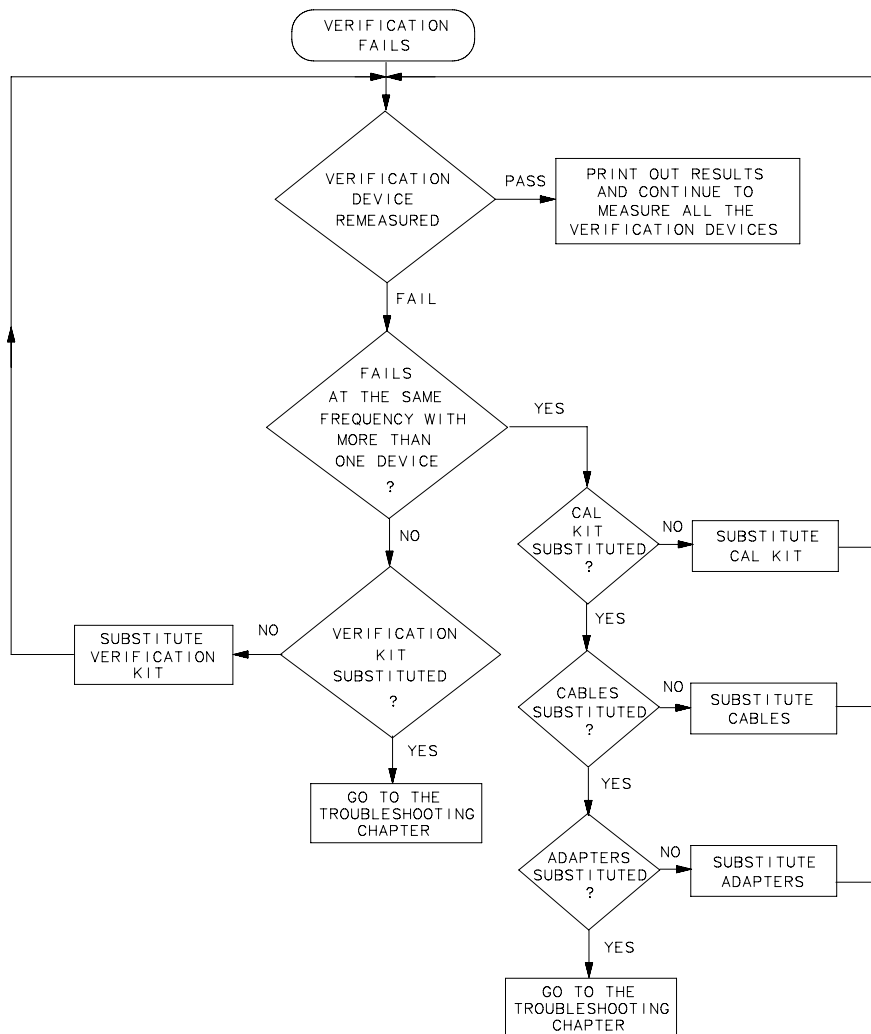 VERIFICATION
FAILS
VERIFICATION
DEVICE
REMEASURED
PASS
PRINT OUT RESULTS
AND CONTINUE TO
MEASURE ALL THE
VERIFICATION DEVICES
FAIL
FAILS
AT THE SAME
FREQUENCY WITH
MORE THAN
ONE DEVICE
?
YES
NO
CAL
KIT
SUBSTITUTED
?
NO
SUBSTITUTE
CAL KIT
YES
VERIFICATION
KIT
SUBSTITUTED
?
NO
SUBSTITUTE
VERIFICATION
KIT
YES
GO TO THE
TROUBLESHOOTING
CHAPTER
CABLES
SUBSTITUTED
?
NO
SUBSTITUTE
CABLES
YES
ADAPTERS
SUBSTITUTED
?
NO
SUBSTITUTE
ADAPTERS
YES
GO TO THE
TROUBLESHOOTING
CHAPTER